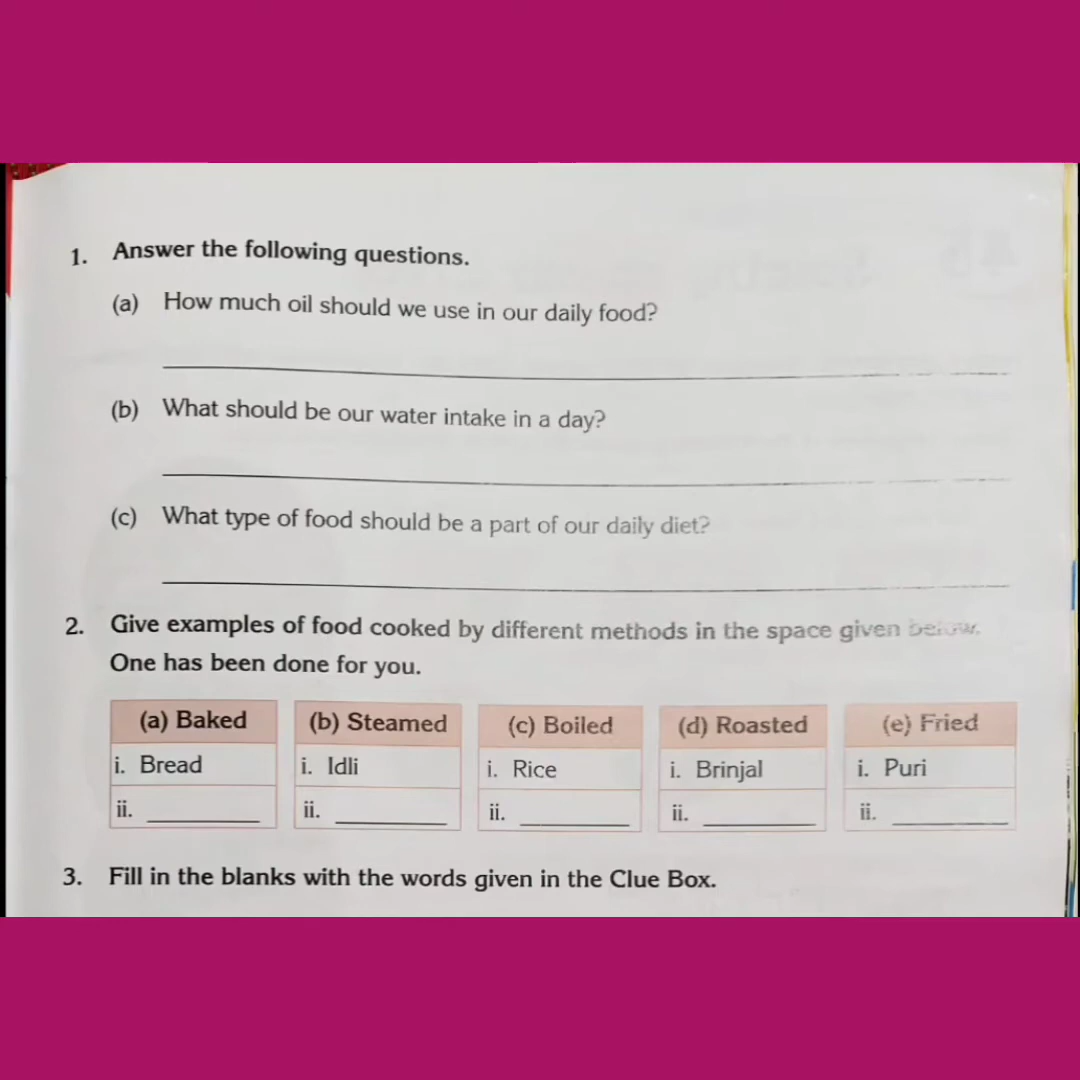 1. Answer the following questions.
(a) How much oil should we use in our daily food?
(b) What should be our water intake in a day?
(c) What type of food should be a part of our daily diet?
2. Give examples of food cooked by different methods in the space given below.
One has been done for you.
(a) Baked (b) Steamed (c) Boiled (d) Roasted (e) Fried
i. Bread i. Idli i. Rice i. Brinjal i. Puri
ii. ii. ii. ii. ii.
3. Fill in the blanks with the words given in the Clue Box.